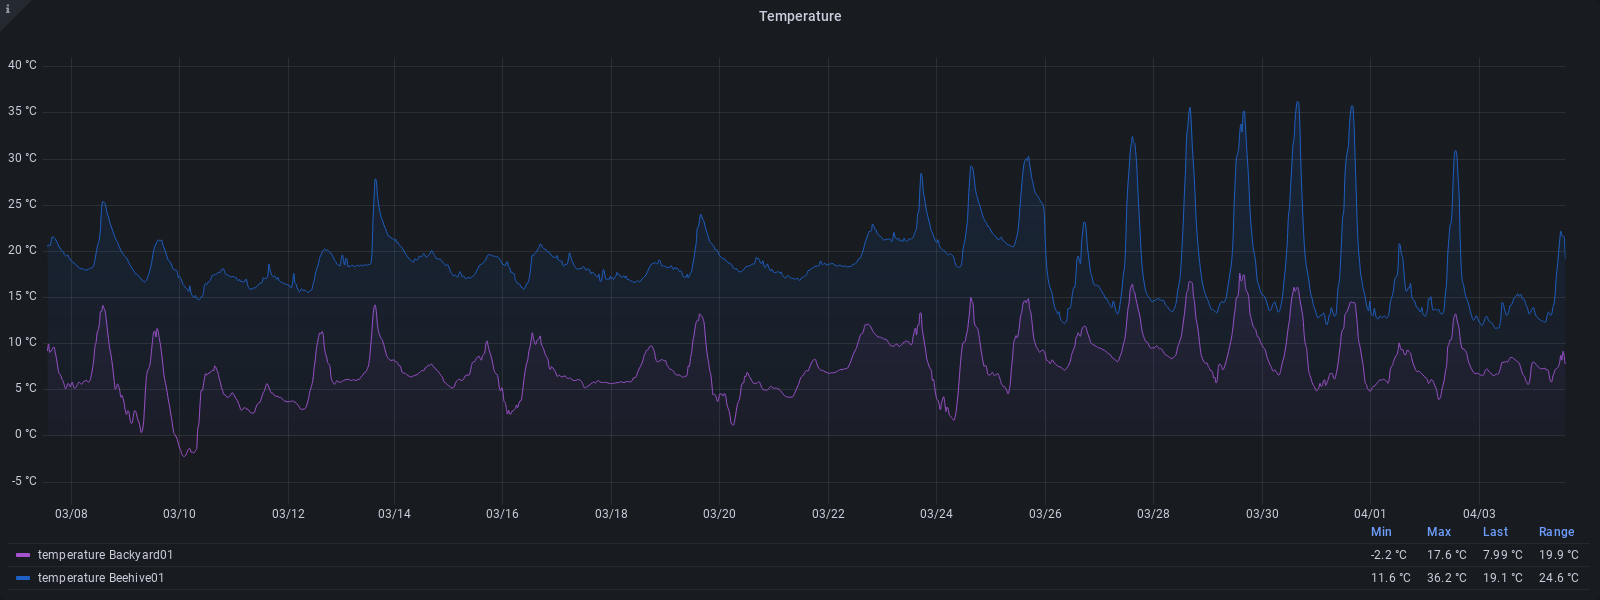 i
Temperature
40 °C
35 °C
30 °C
25 °C
20 °C
15 °C
10 °C
5 °C
0 °C
-5 °C
03/08 03/10 03/12 03/14 03/16 03/18 03/20 03/22 03/24 03/26 03/28 03/30 04/01 04/03
Min Max Last Range
temperature Backyard01 -2.2 °C 17.6 °C 7.99 °C 19.9 °C
temperature Beehive01 11.6 °C 36.2 °C 19.1 °C 24.6 °C